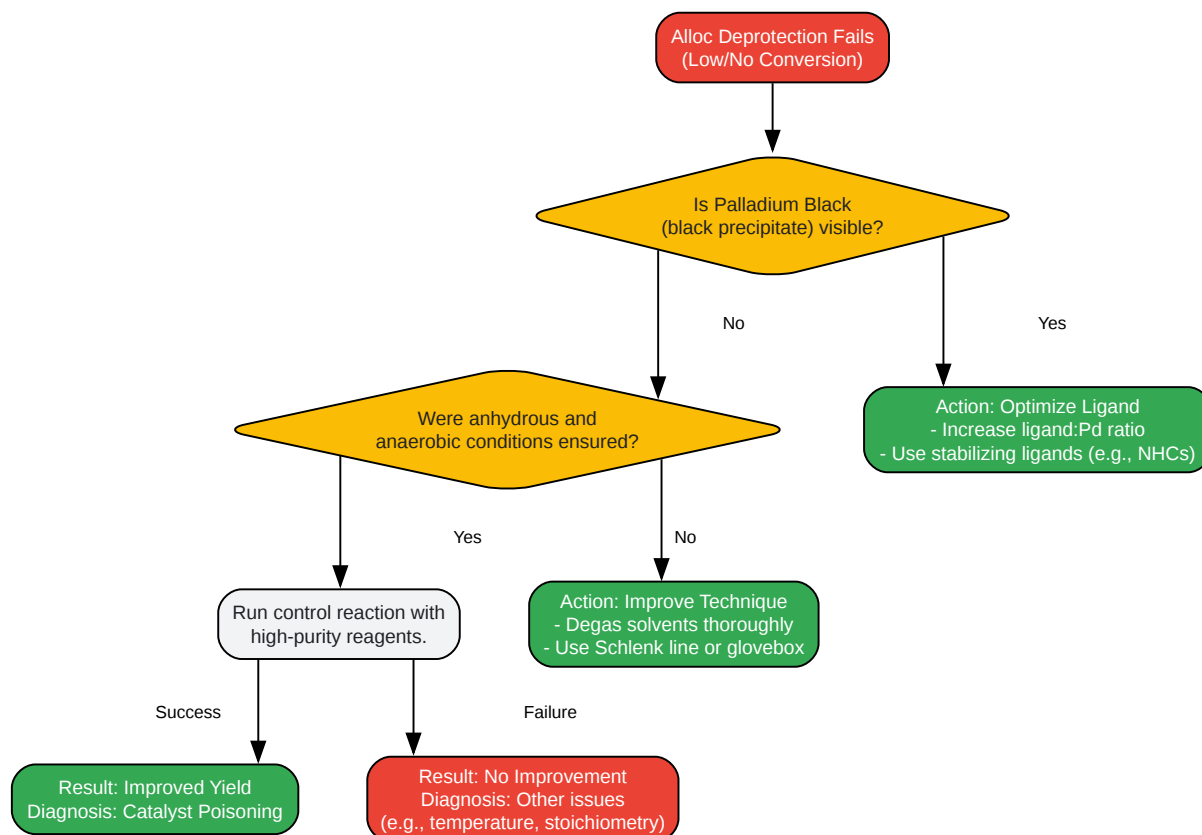 Alloc Deprotection Fails
(Low/No Conversion)
Is Palladium Black
(black precipitate) visible?
No
Yes
Were anhydrous and
anaerobic conditions ensured?
Action: Optimize Ligand
- Increase ligand:Pd ratio
- Use stabilizing ligands (e.g., NHCs)
Yes
No
Run control reaction with
high-purity reagents.
Action: Improve Technique
- Degas solvents thoroughly
- Use Schlenk line or glovebox
Success
Failure
Result: Improved Yield
Diagnosis: Catalyst Poisoning
Result: No Improvement
Diagnosis: Other issues
(e.g., temperature, stoichiometry)